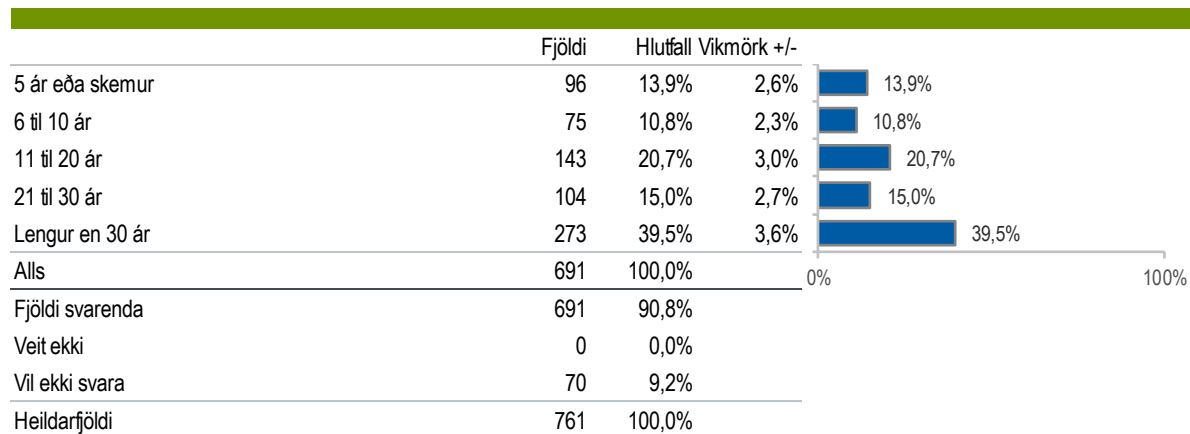 Fjöldi Hlutfall Vikmörk +/-
5 ár eða skemur 96 13,9% 2,6% 13,9%
6 til 10 ár 75 10,8% 2,3% 10,8%
11 til 20 ár 143 20,7% 3,0% 20,7%
21 til 30 ár 104 15,0% 2,7% 15,0%
Lengur en 30 ár 273 39,5% 3,6% 39,5%
Alls 691 100,0% 0% 100%
Fjöldi svarenda 691 90,8%
Veit ekki 0 0,0%
Vil ekki svara 70 9,2%
Heildarfjöldi 761 100,0%